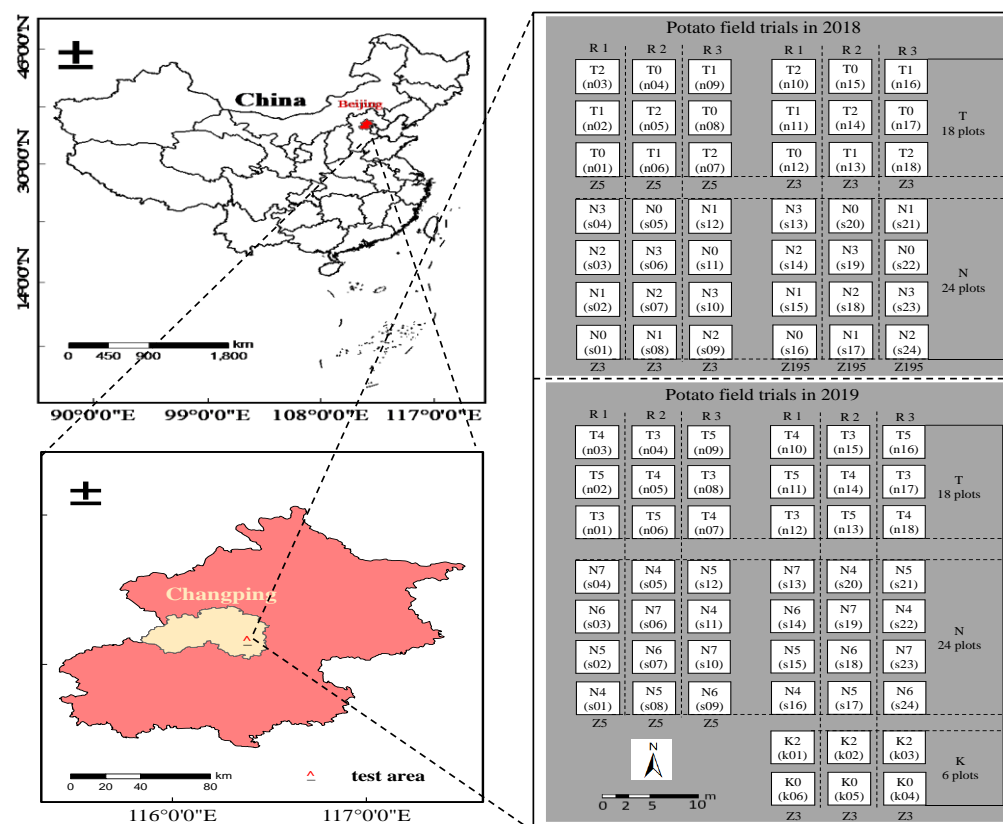 46°0'0"N
30°0'0"N
14°0'0"N
China
Beijing
0 450 900 1,800
km
90°0'0"E 99°0'0"E 108°0'0"E 117°0'0"E
Changping
0 20 40 80
km
test area
116°0'0"E 117°0'0"E
Potato field trials in 2018
R 1 R 2 R 3 R 1 R 2 R 3
T2 T0 T1 T2 T0 T1
(n03) (n04) (n09) (n10) (n15) (n16)
T1 T2 T0 T1 T2 T0
(n02) (n05) (n08) (n11) (n14) (n17)
T
18 plots
T0 T1 T2 T0 T1 T2
(n01) (n06) (n07) (n12) (n13) (n18)
Z5 Z5 Z5 Z3 Z3 Z3
N3 N0 N1 N3 N0 N1
(s04) (s05) (s12) (s13) (s20) (s21)
N2 N3 N0 N2 N3 N0
(s03) (s06) (s11) (s14) (s19) (s22)
N
24 plots
N1 N2 N3 N1 N2 N3
(s02) (s07) (s10) (s15) (s18) (s23)
N0 N1 N2 N0 N1 N2
(s01) (s08) (s09) (s16) (s17) (s24)
Z3 Z3 Z3 Z195 Z195 Z195
Potato field trials in 2019
R 1 R 2 R 3 R 1 R 2 R 3
T4 T3 T5 T4 T3 T5
(n03) (n04) (n09) (n10) (n15) (n16)
T5 T4 T3 T5 T4 T3
(n02) (n05) (n08) (n11) (n14) (n17)
T
18 plots
T3 T5 T4 T3 T5 T4
(n01) (n06) (n07) (n12) (n13) (n18)
N7 N4 N5 N7 N4 N5
(s04) (s05) (s12) (s13) (s20) (s21)
N6 N7 N4 N6 N7 N4
(s03) (s06) (s11) (s14) (s19) (s22)
N
24 plots
N5 N6 N7 N5 N6 N7
(s02) (s07) (s10) (s15) (s18) (s23)
N4 N5 N6 N4 N5 N6
(s01) (s08) (s09) (s16) (s17) (s24)
Z5 Z5 Z5
K2 K2 K2
(k01) (k02) (k03)
K
6 plots
K0 K0 K0
(k06) (k05) (k04)
Z3 Z3 Z3
N
0 2 5 10 m